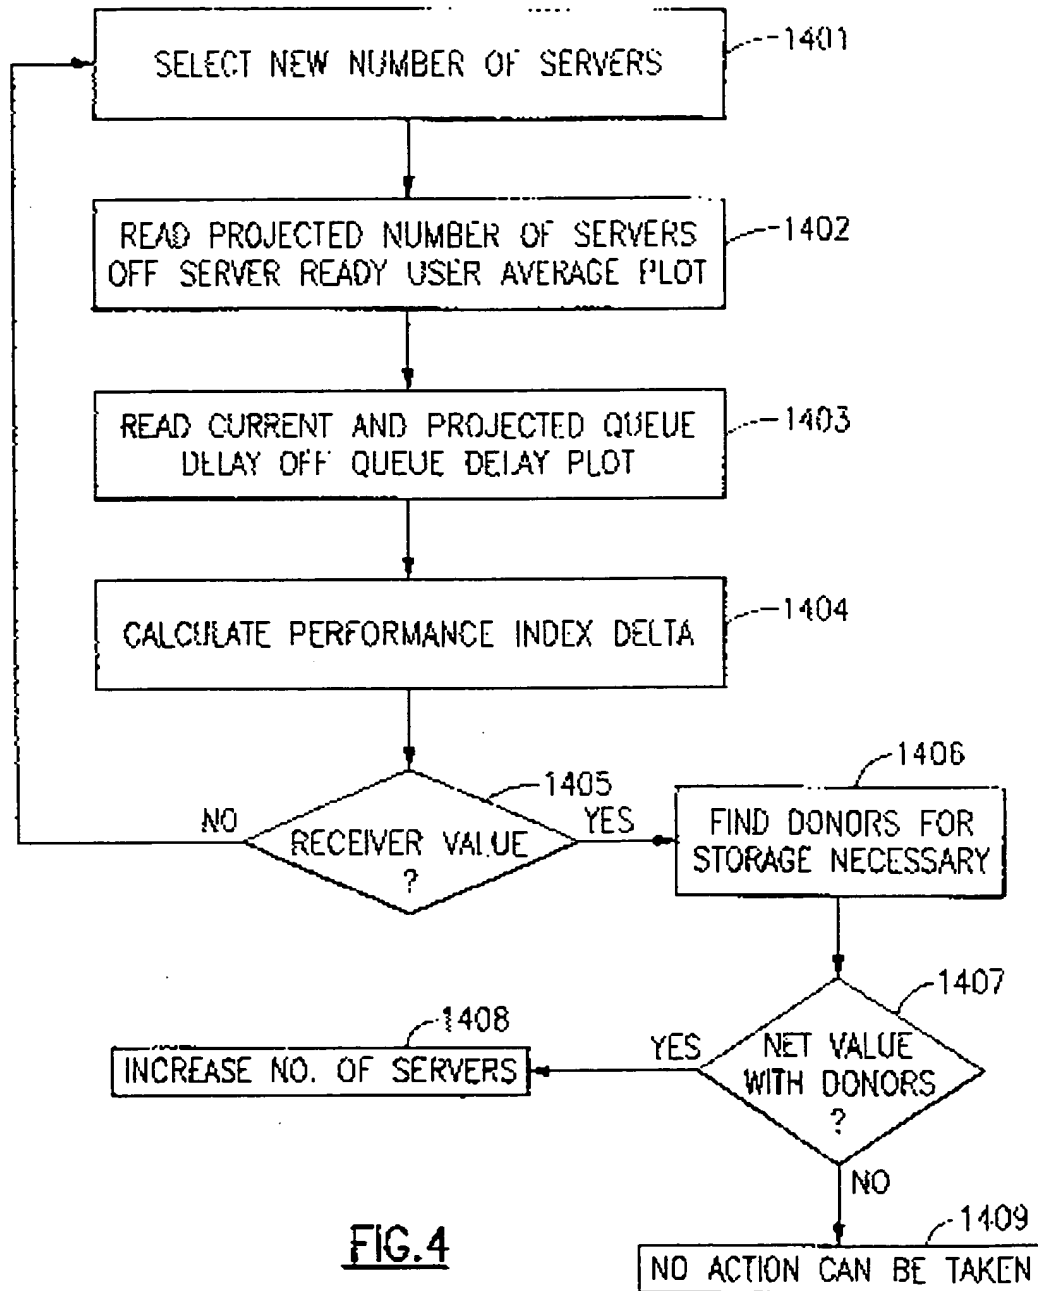 SELECT NEW NUMBER OF SERVERS
1401
READ PROJECTED NUMBER OF SERVERS
OFF SERVER READY USER AVERAGE PLOT
1402
READ CURRENT AND PROJECTED QUEUE
DELAY OFF QUEUE DELAY PLOT
1403
CALCULATE PERFORMANCE INDEX DELTA
1404
RECEIVER VALUE
?
1405
NO
YES
1406
FIND DONORS FOR
STORAGE NECESSARY
1407
NET VALUE
WITH DONORS
?
YES
1408
INCREASE NO. OF SERVERS
NO
1409
NO ACTION CAN BE TAKEN
FIG.4